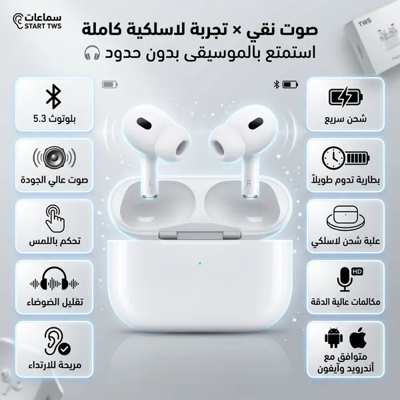 سماعات
START TWS
TWS
صوت نقي × تجربة لاسلكية كاملة
استمتع بالموسيقى بدون حدود
شحن سريع
بلوتوث 5.3
بطارية تدوم طويلاً
صوت عالي الجودة
علبة شحن لاسلكي
تحكم باللمس
HD
مكالمات عالية الدقة
تقليل الضوضاء
متوافق مع
أندرويد وآيفون
مريحة للارتداء